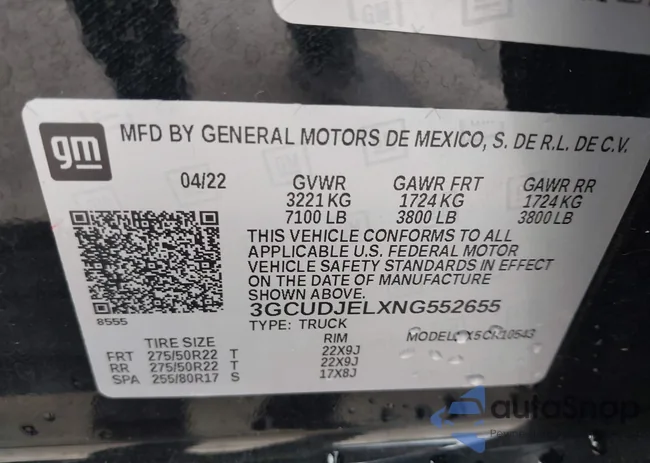 gm MFD BY GENERAL MOTORS DE MEXICO, S. DE R.L. DE C.V.
04/22 GVWR GAWR FRT GAWR RR
3221 KG 1724 KG 1724 KG
7100 LB 3800 LB 3800 LB
THIS VEHICLE CONFORMS TO ALL
APPLICABLE U.S. FEDERAL MOTOR
VEHICLE SAFETY STANDARDS IN EFFECT
ON THE DATE OF MANUFACTURE
SHOWN ABOVE.
3GCUDJELXNG552655
8555 TYPE: TRUCK
TIRE SIZE RIM
FRT 275/50R22 T 22X9J
RR 275/50R22 T 22X9J
SPA 255/80R17 S 17X8J
autoShop